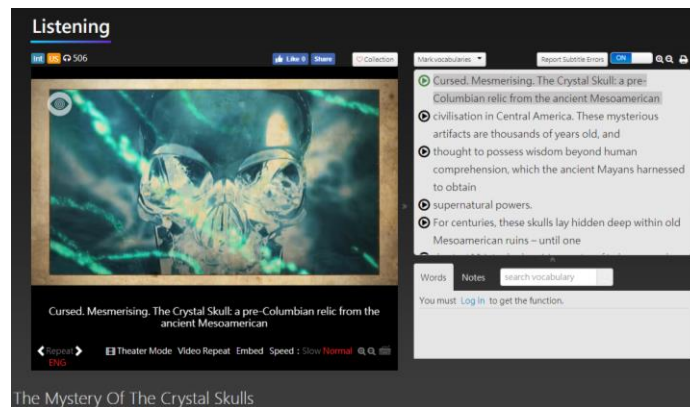 Listening
Int US 506
Like 0 Share
Collection
Mark vocabularies
Report Subtitle Errors ON
Cursed. Mesmerising. The Crystal Skull: a pre-
Columbian relic from the ancient Mesoamerican
civilisation in Central America. These mysterious
artifacts are thousands of years old, and
thought to possess wisdom beyond human
comprehension, which the ancient Mayans harnessed
to obtain
supernatural powers.
For centuries, these skulls lay hidden deep within old
Mesoamerican ruins – until one
Words Notes search vocabulary
You must Log in to get the function.
Cursed. Mesmerising. The Crystal Skull: a pre-Columbian relic from the
ancient Mesoamerican
Repeat
ENG
Theater Mode Video Repeat Embed Speed : Slow Normal
The Mystery Of The Crystal Skulls